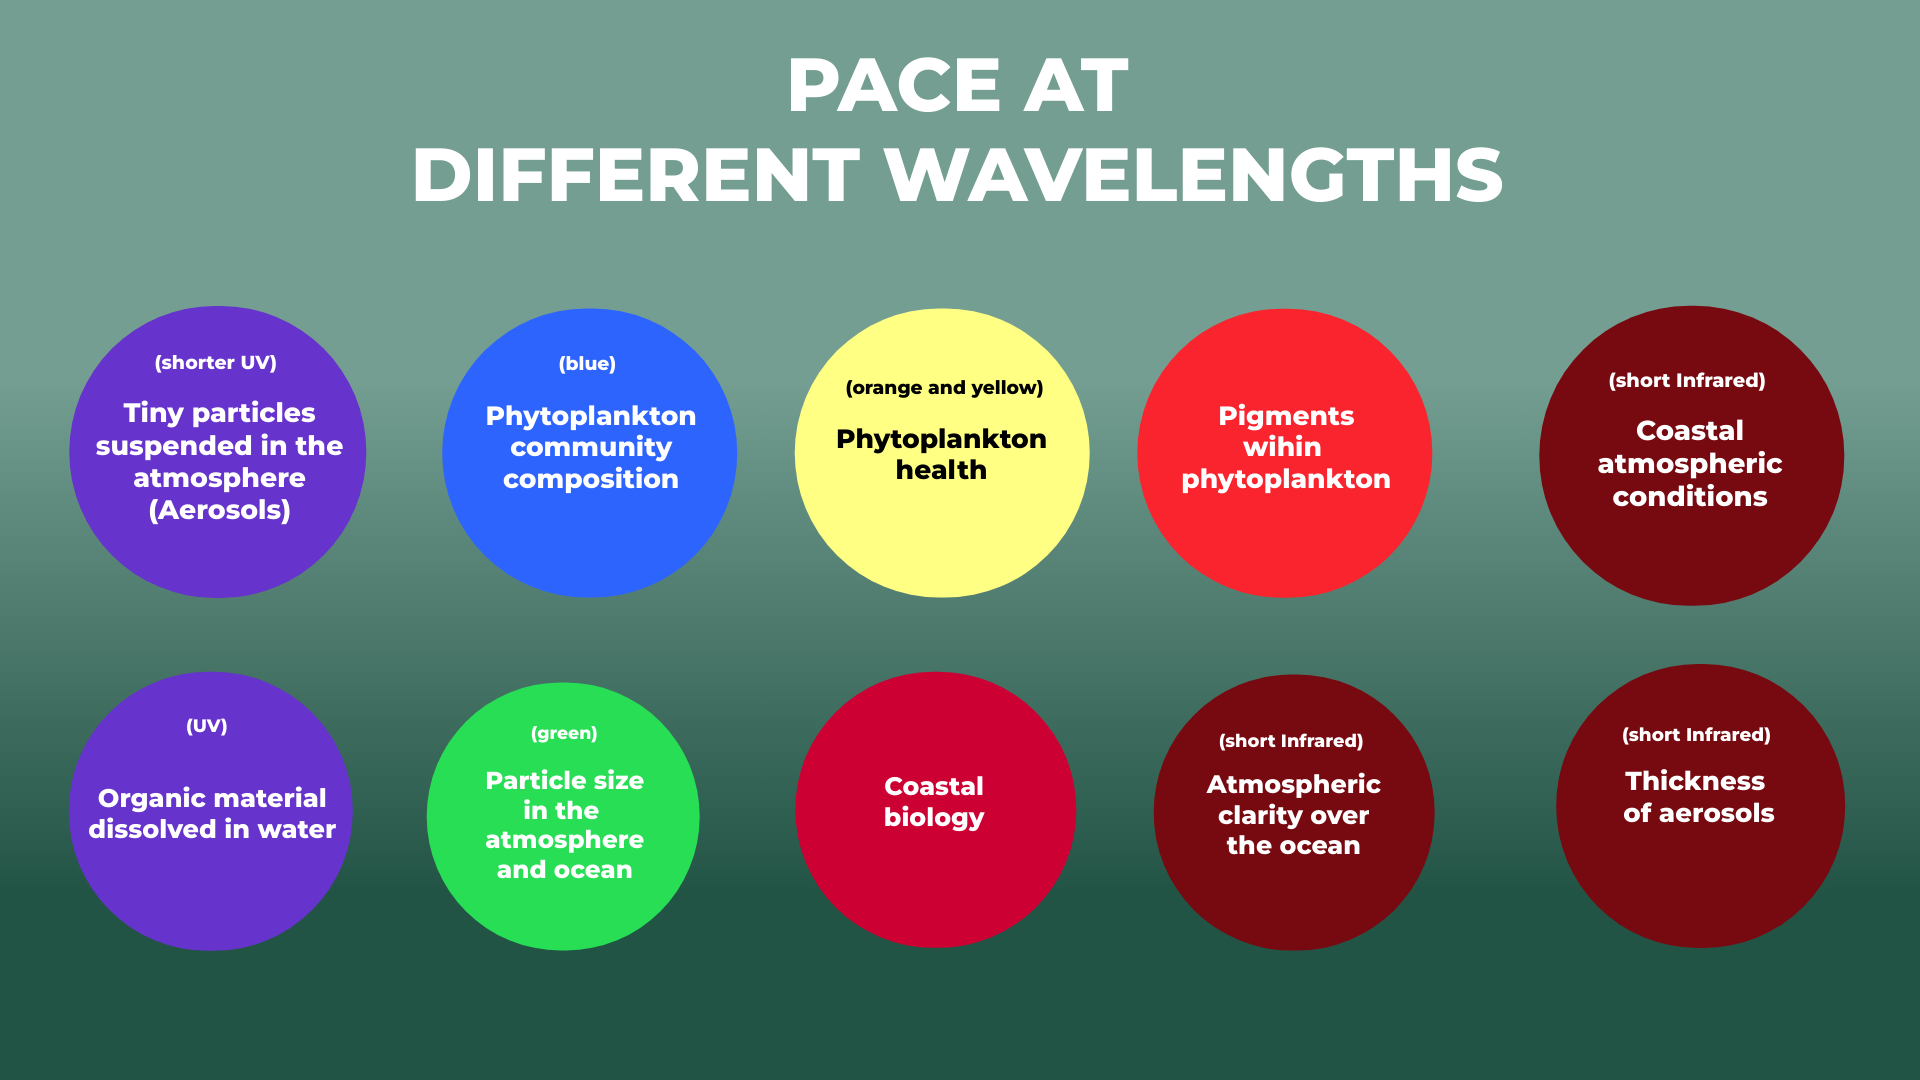 PACE AT
DIFFERENT WAVELENGTHS
(shorter UV)
Tiny particles
suspended in the
atmosphere
(Aerosols)
(blue)
Phytoplankton
community
composition
(orange and yellow)
Phytoplankton
health
Pigments
wihin
phytoplankton
(short Infrared)
Coastal
atmospheric
conditions
(UV)
Organic material
dissolved in water
(green)
Particle size
in the
atmosphere
and ocean
Coastal
biology
(short Infrared)
Atmospheric
clarity over
the ocean
(short Infrared)
Thickness
of aerosols